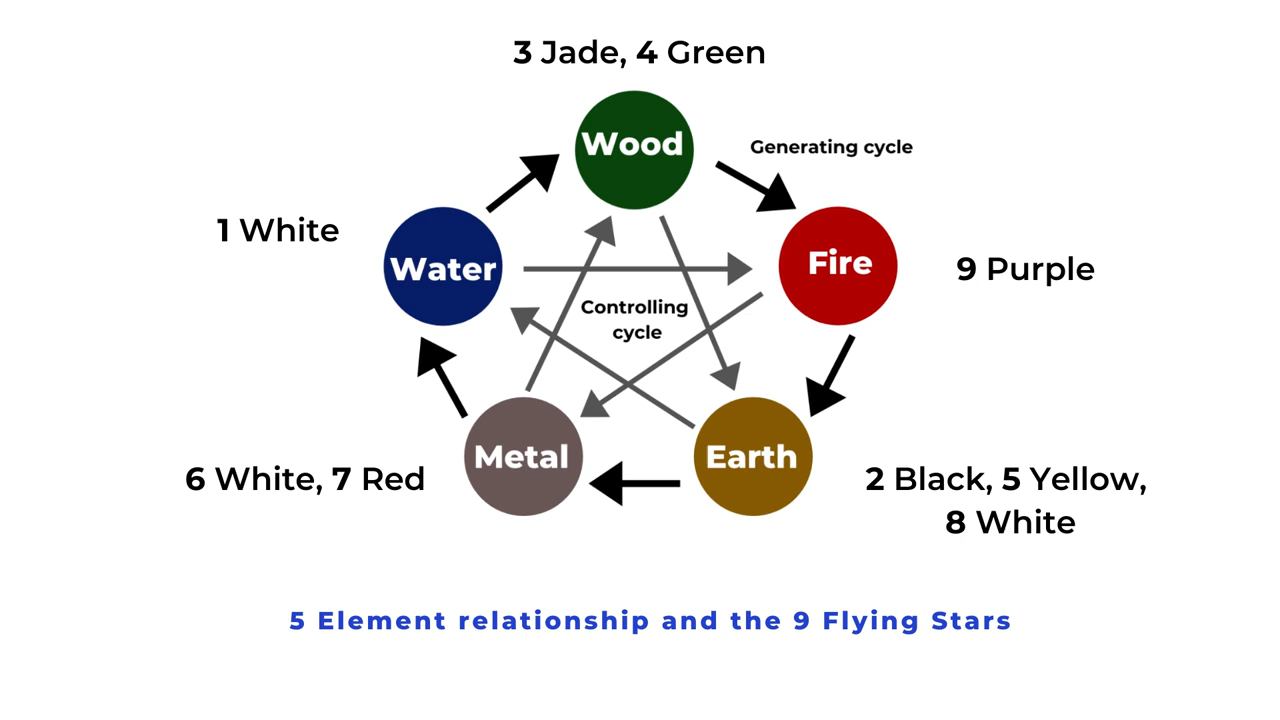 3 Jade, 4 Green
Wood
Generating cycle
1 White
Water
Fire
9 Purple
Controlling
cycle
6 White, 7 Red
Metal
Earth
2 Black, 5 Yellow,
8 White
5 Element relationship and the 9 Flying Stars